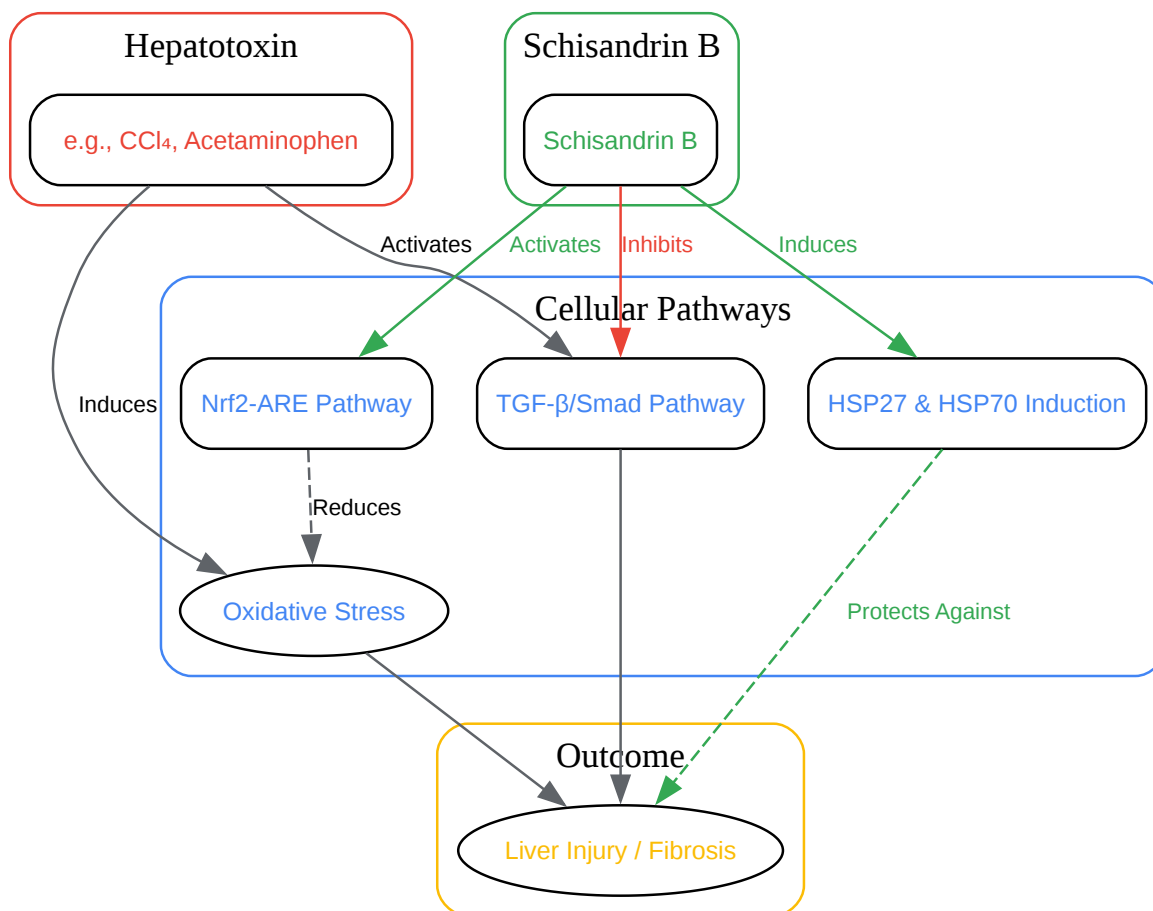 Hepatotoxin
Schisandrin B
e.g., CCl₄, Acetaminophen
Schisandrin B
Activates
Activates
Inhibits
Induces
Cellular Pathways
Induces
Nrf2-ARE Pathway
TGF-β/Smad Pathway
HSP27 & HSP70 Induction
Reduces
Oxidative Stress
Protects Against
Outcome
Liver Injury / Fibrosis